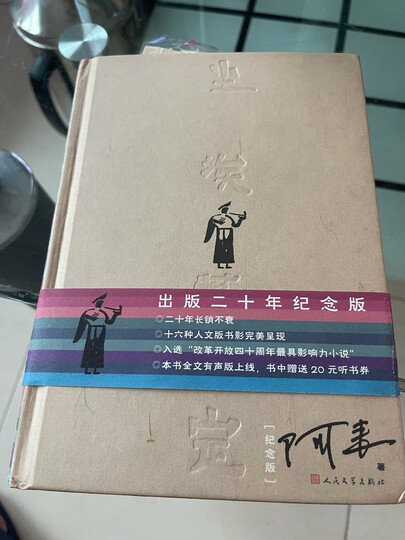 尘
埃
定
出版二十年纪念版
◎二十年长销不衰
◎十六种人文版书影完美呈现
◎入选“改革开放四十周年最具影响力小说”
◎本书全文有声版上线，书中赠送20元听书券
[纪念版]
阿来
著
人民文学出版社